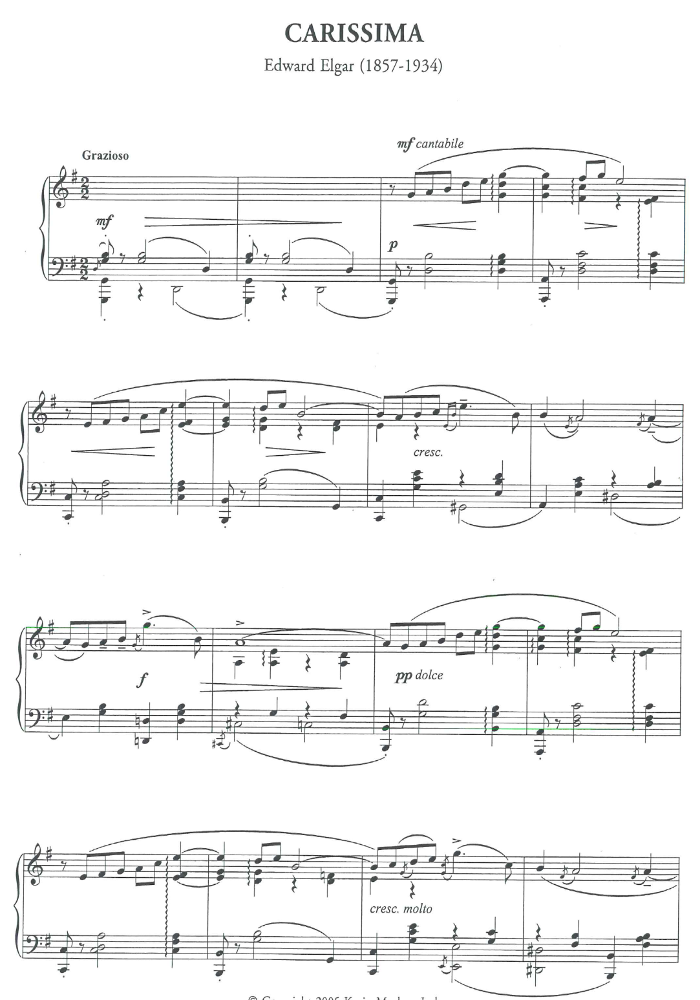 CARISSIMA
Edward Elgar (1857-1934)
Grazioso
mf cantabile
mf
p
cresc.
f
pp dolce
cresc. molto